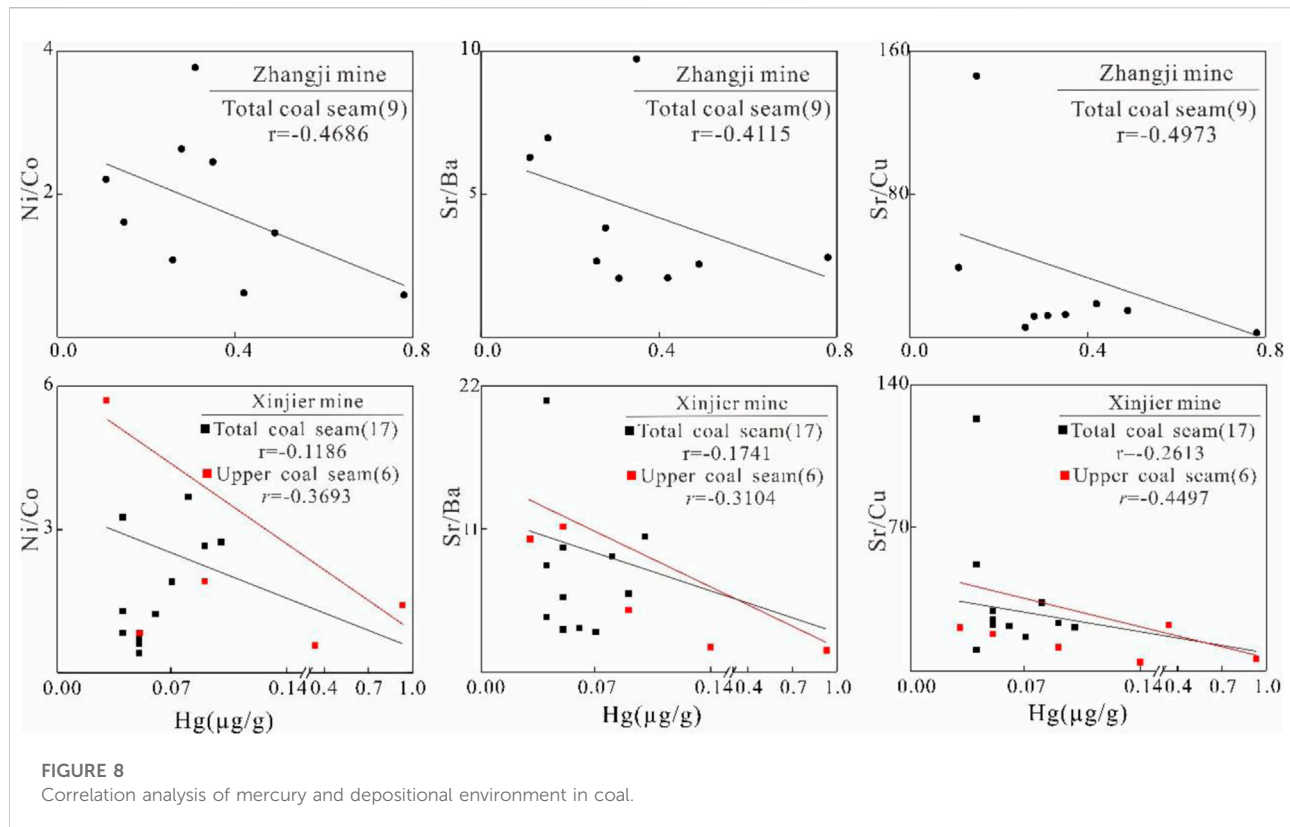 4
2
0.0
0.4
0.8
Ni/Co
Zhangji mine
Total coal seam(9)
r=-0.4686
10
5
0
0.0
0.4
0.8
Sr/Ba
Zhangji mine
Total coal seam(9)
r=-0.4115
160
80
0
0.0
0.4
0.8
Sr/Cu
Zhangji minc
Total coal seam(9)
r=-0.4973
6
3
0.00
0.07
0.14
0.4
0.7
1.0
Ni/Co
Hg(µg/g)
Xinjier mine
Total coal seam(17)
r=-0.1186
Upper coal seam(6)
r=-0.3693
22
11
0.07
0.14
0.4
0.7
1.0
Sr/Ba
Hg(µg/g)
Xinjier minc
Total coal scam(17)
r=-0.1741
Upper coal seam(6)
r=-0.3104
140
70
0.00
0.07
0.14
0.4
0.7
1.0
Sr/Cu
Hg(µg/g)
Xinjier mine
Total coal scam(17)
r=-0.2613
Upper coal seam(6)
r=-0.4497
FIGURE 8
Correlation analysis of mercury and depositional environment in coal.